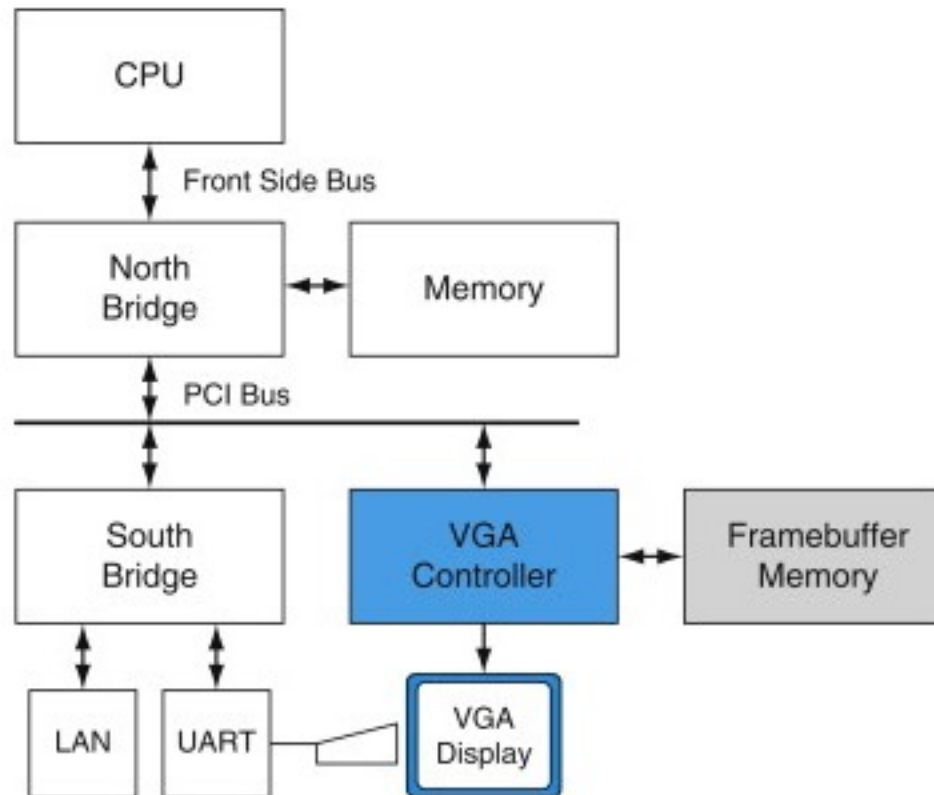 CPU
Front Side Bus
North
Bridge
Memory
PCI Bus
South
Bridge
VGA
Controller
Framebuffer
Memory
LAN
UART
VGA
Display